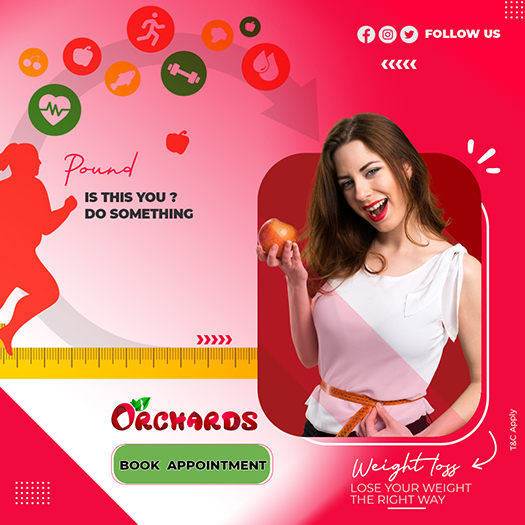 FOLLOW US
Pound
IS THIS YOU ?
DO SOMETHING
ORCHARDS
BOOK APPOINTMENT
Weight loss
LOSE YOUR WEIGHT
THE RIGHT WAY
T&C Apply